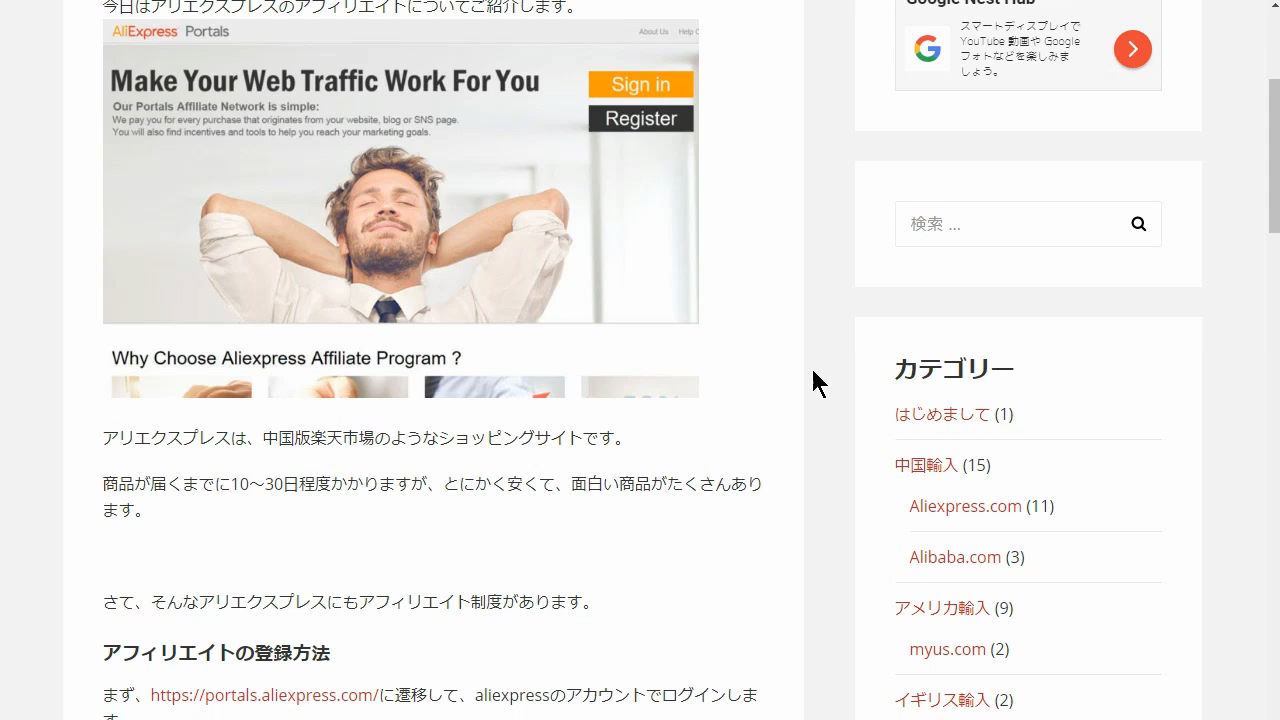 今日はアリエクスプレスのアフィリエイトについてご紹介します。
AliExpress Portals
About Us Help C
Make Your Web Traffic Work For You
Our Portals Affiliate Network is simple:
We pay you for every purchase that originates from your website, blog or SNS page.
You will also find incentives and tools to help you reach your marketing goals.
Sign in
Register
Why Choose Aliexpress Affiliate Program ?
アリエクスプレスは、中国版楽天市場のようなショッピングサイトです。
商品が届くまでに10～30日程度かかりますが、とにかく安くて、面白い商品がたくさんあり
ます。
さて、そんなアリエクスプレスにもアフィリエイト制度があります。
アフィリエイトの登録方法
まず、https://portals.aliexpress.com/に遷移して、aliexpressのアカウントでログインしま
す。
Google Nest Hub
スマートディスプレイで
YouTube 動画や Google
フォトなどを楽しみま
しょう。
検索 ...
カテゴリー
はじめまして (1)
中国輸入 (15)
Aliexpress.com (11)
Alibaba.com (3)
アメリカ輸入 (9)
myus.com (2)
イギリス輸入 (2)